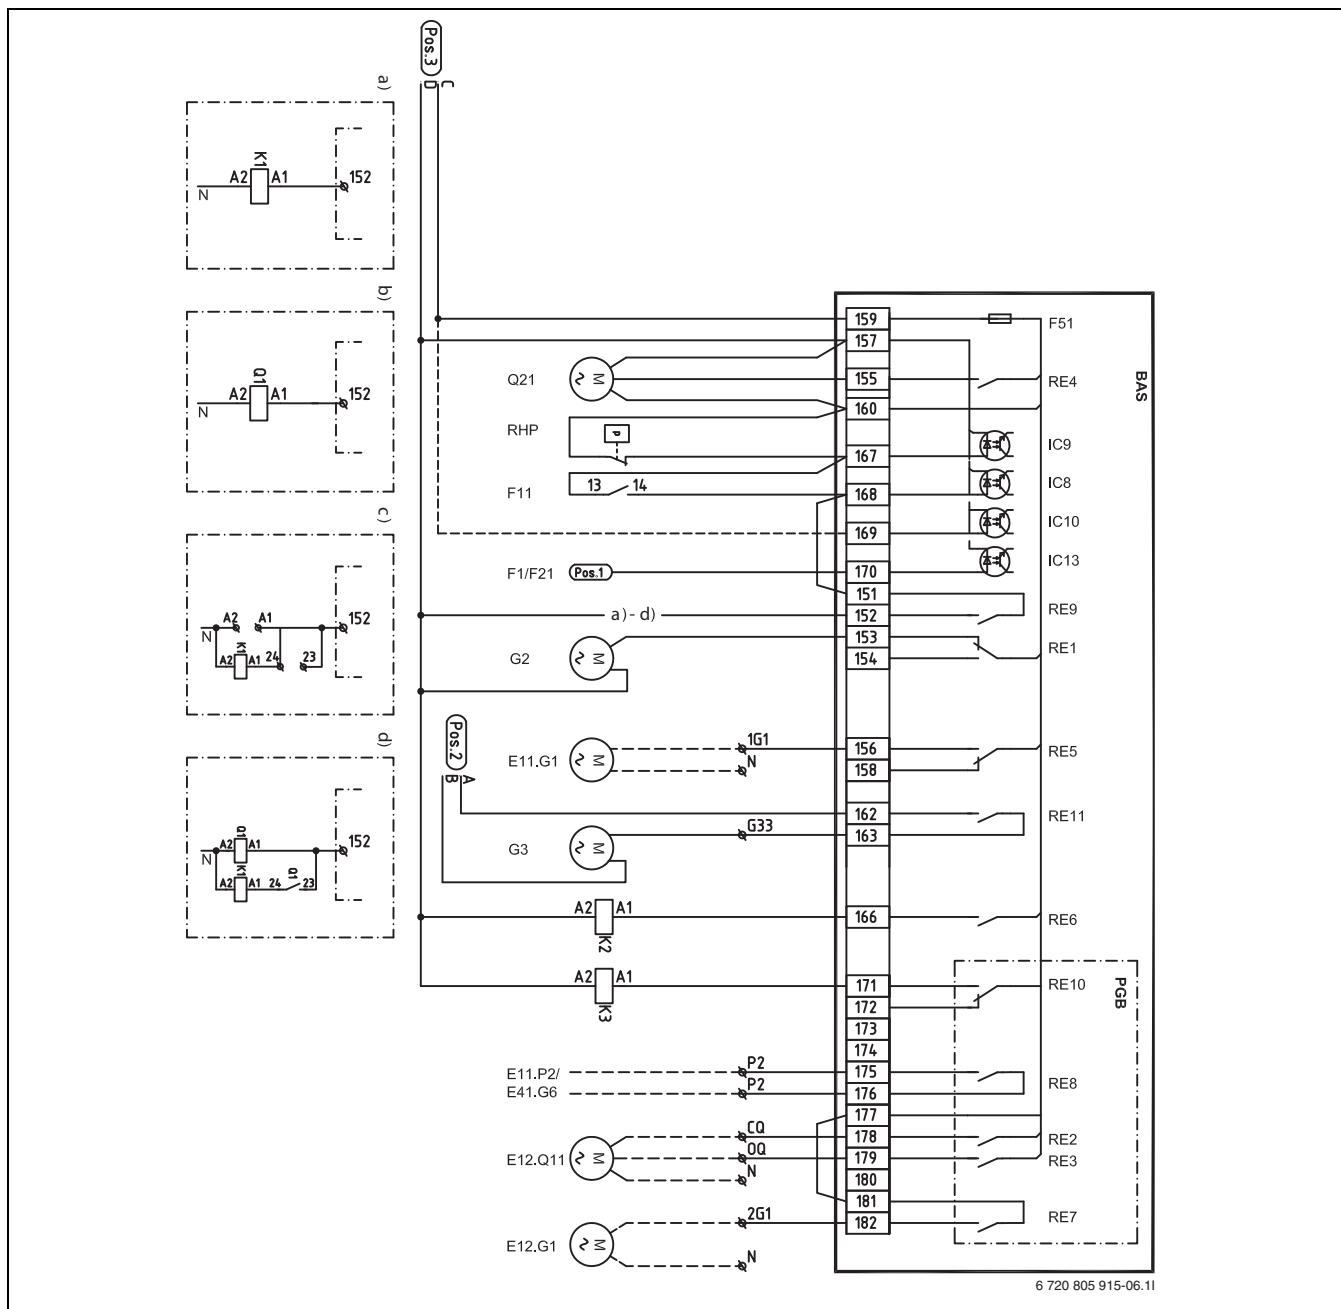 Pos.3
D C
a)
K1
A2 A1 152
N
b)
Q1
A2 A1 152
N
c)
A2 A1 152
N
K1
A2 A1 24 23
d)
Q1
A2 A1 152
N
K1 Q1
A2 A1 24 23
BAS
159 F51
157
Q21 M 155 RE4
160
RHP P IC9
167
F11 13 14 168 IC8
169 IC10
F1/F21 Pos.1 170 IC13
151
a) - d) 152 RE9
153
G2 M 154 RE1
Pos.2
B A
E11.G1 M 1G1 156 RE5
N 158
162 RE11
G3 M G33 163
A2 A1 166 RE6
K2
PGB
A2 A1 171 RE10
K3
172
173
174
E11.P2/ P2 175 RE8
E41.G6 P2 176
177
CQ 178 RE2
E12.Q11 M OQ 179 RE3
N 180
181
2G1 182 RE7
E12.G1 M
N
6 720 805 915-06.1I